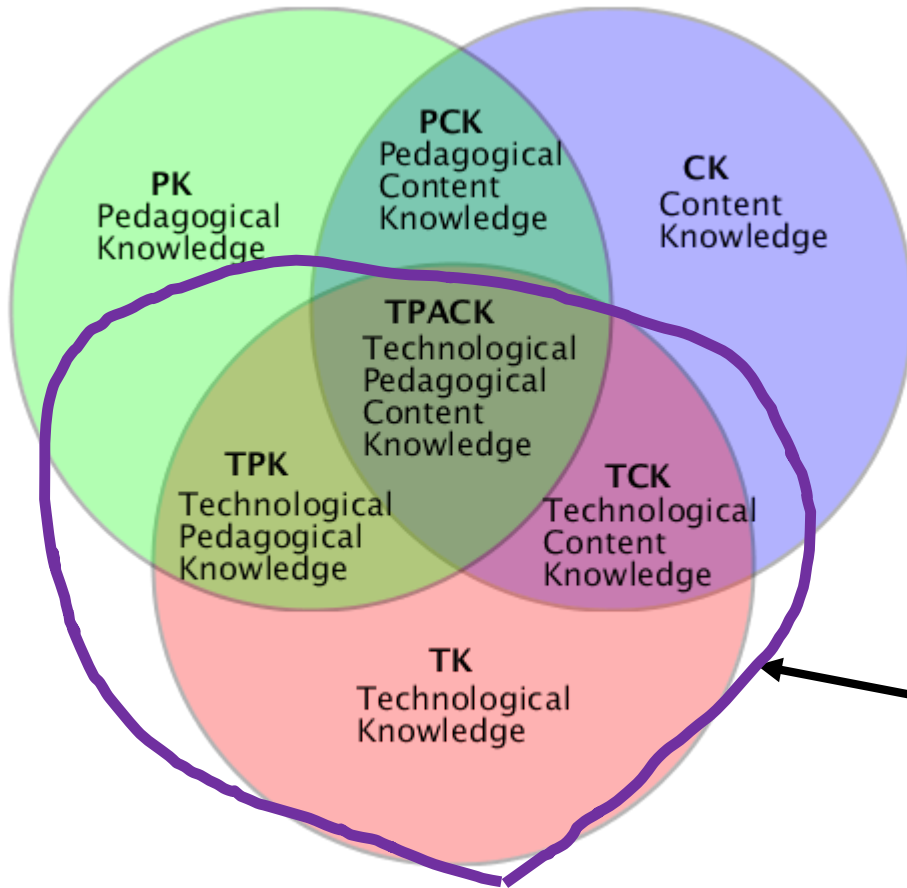 PCK
Pedagogical
Content
Knowledge
PK
Pedagogical
Knowledge
CK
Content
Knowledge
TPACK
Technological
Pedagogical
Content
Knowledge
TPK
Technological
Pedagogical
Knowledge
TCK
Technological
Content
Knowledge
TK
Technological
Knowledge